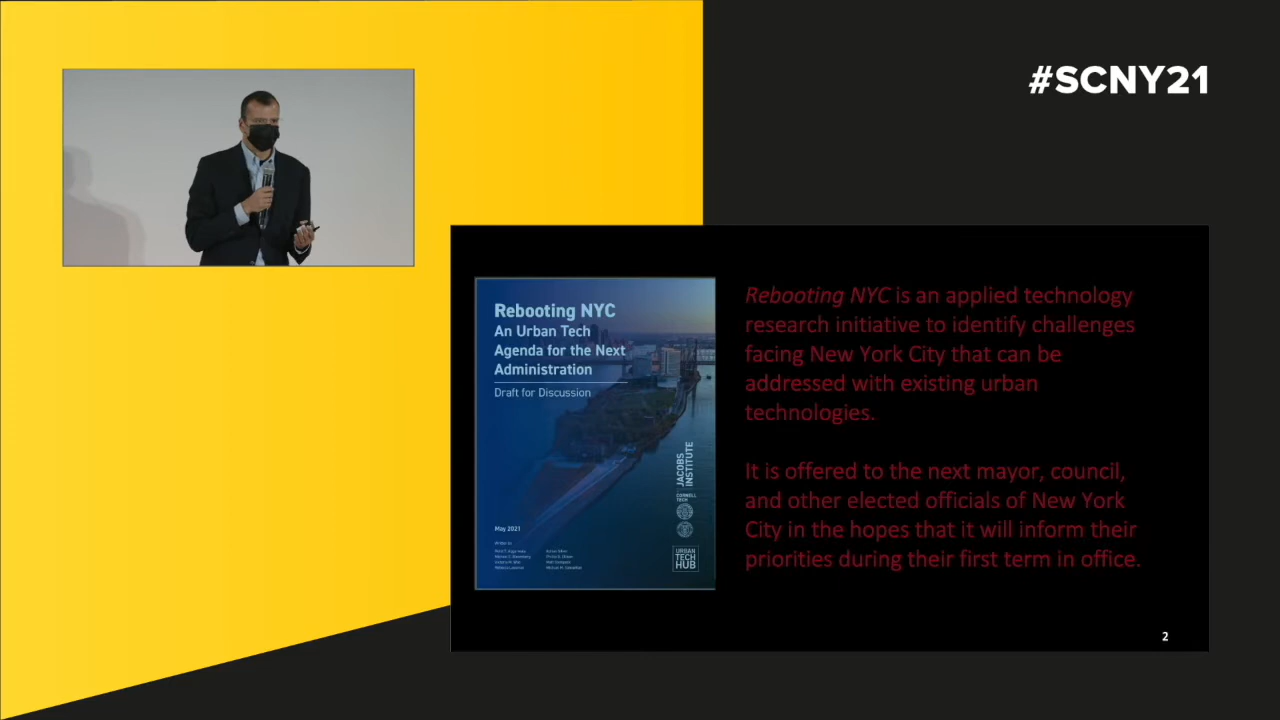 #SCNY21
Rebooting NYC
An Urban Tech
Agenda for the Next
Administration
Draft for Discussion
JACOBS
INSTITUTE
CORNELL
TECH
URBAN
TECH
HUB
May 2021
Rebooting NYC is an applied technology
research initiative to identify challenges
facing New York City that can be
addressed with existing urban
technologies.
It is offered to the next mayor, council,
and other elected officials of New York
City in the hopes that it will inform their
priorities during their first term in office.
2